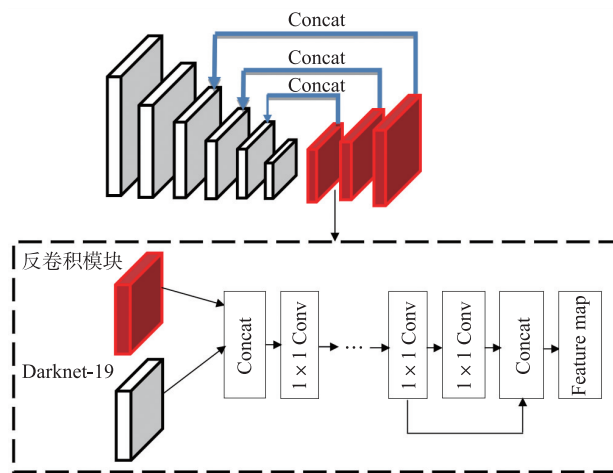 Concat
Concat
Concat
反卷积模块
Darknet-19
Concat
1 × 1 Conv
...
1 × 1 Conv
1 × 1 Conv
Concat
Feature map